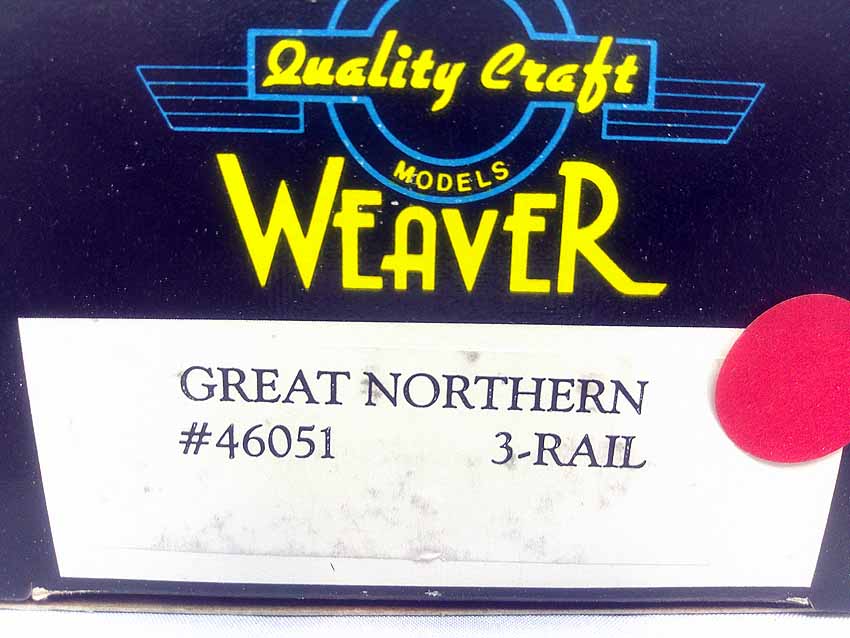 Quality Craft
MODELS
WEAVER
GREAT NORTHERN
#46051 3-RAIL